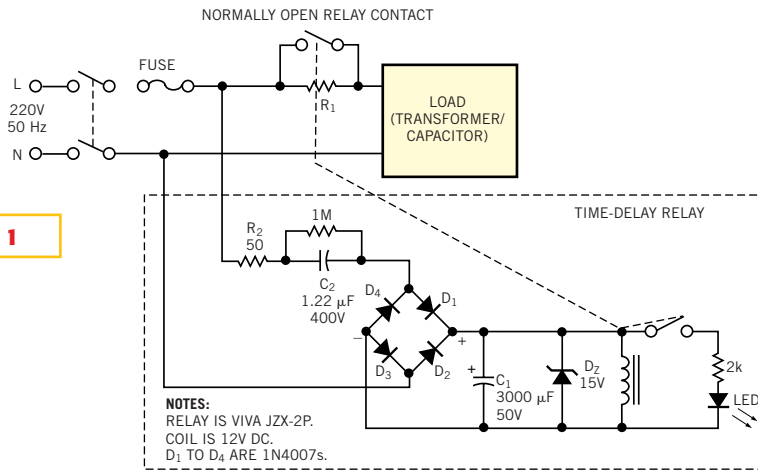 NORMALLY OPEN RELAY CONTACT
FUSE
L
220V
50 Hz
N
R1
LOAD
(TRANSFORMER/
CAPACITOR)
1
TIME-DELAY RELAY
R2
50
1M
C2
1.22 µF
400V
D4
D1
D3
D2
–
+
+
C1
3000 µF
50V
DZ
15V
2k
LED
NOTES:
RELAY IS VIVA JZX-2P.
COIL IS 12V DC.
D1 TO D4 ARE 1N4007s.